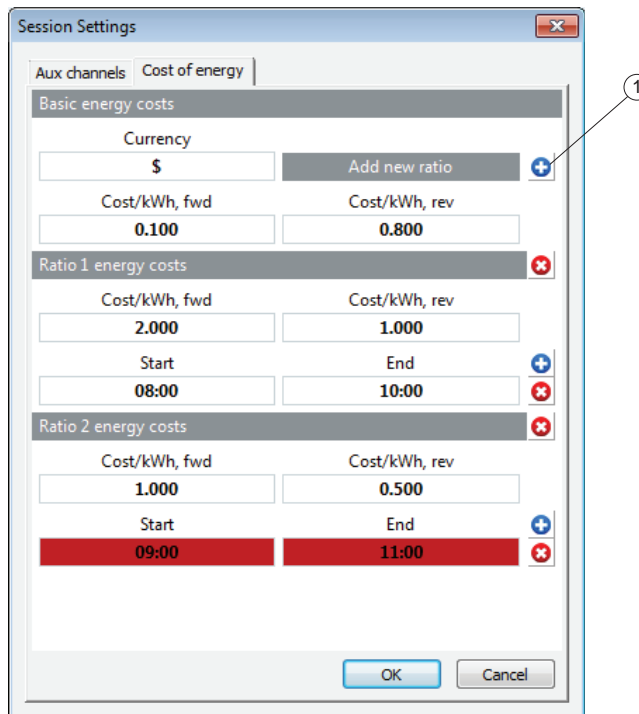 Session Settings
Aux channels Cost of energy
Basic energy costs
Currency
$ Add new ratio
1
Cost/kWh, fwd Cost/kWh, rev
0.100 0.800
Ratio 1 energy costs
Cost/kWh, fwd Cost/kWh, rev
2.000 1.000
Start End
08:00 10:00
Ratio 2 energy costs
Cost/kWh, fwd Cost/kWh, rev
1.000 0.500
Start End
09:00 11:00
OK Cancel